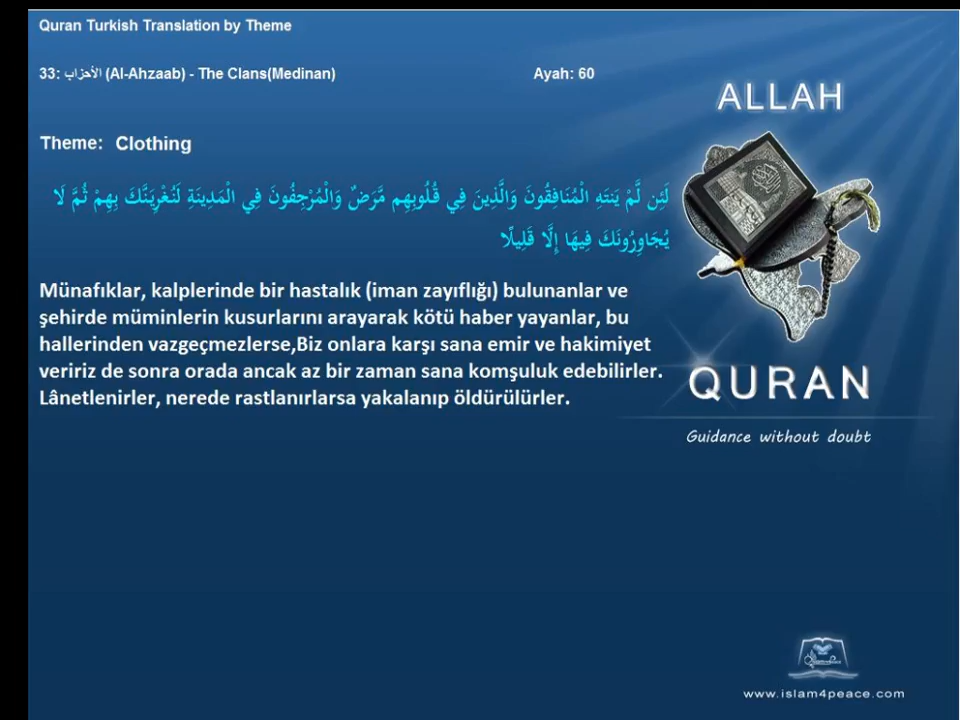 Quran Turkish Translation by Theme
33: الأحزاب (Al-Ahzaab) - The Clans(Medinan)
Ayah: 60
Theme: Clothing
لَئِن لَّمْ يَنتَهِ الْمُنَافِقُونَ وَالَّذِينَ فِي قُلُوبِهِم مَّرَضٌ وَالْمُرْجِفُونَ فِي الْمَدِينَةِ لَنُغْرِيَنَّكَ بِهِمْ ثُمَّ لَا
يُجَاوِرُونَكَ فِيهَا إِلَّا قَلِيلًا
Münafıklar, kalplerinde bir hastalık (iman zayıflığı) bulunanlar ve
şehirde müminlerin kusurlarını arayarak kötü haber yayanlar, bu
hallerinden vazgeçmezlerse,Biz onlara karşı sana emir ve hakimiyet
veririz de sonra orada ancak az bir zaman sana komşuluk edebilirler.
Lânetlenirler, nerede rastlanırlarsa yakalanıp öldürülürler.
ALLAH
QURAN
Guidance without doubt
www.islam4peace.com